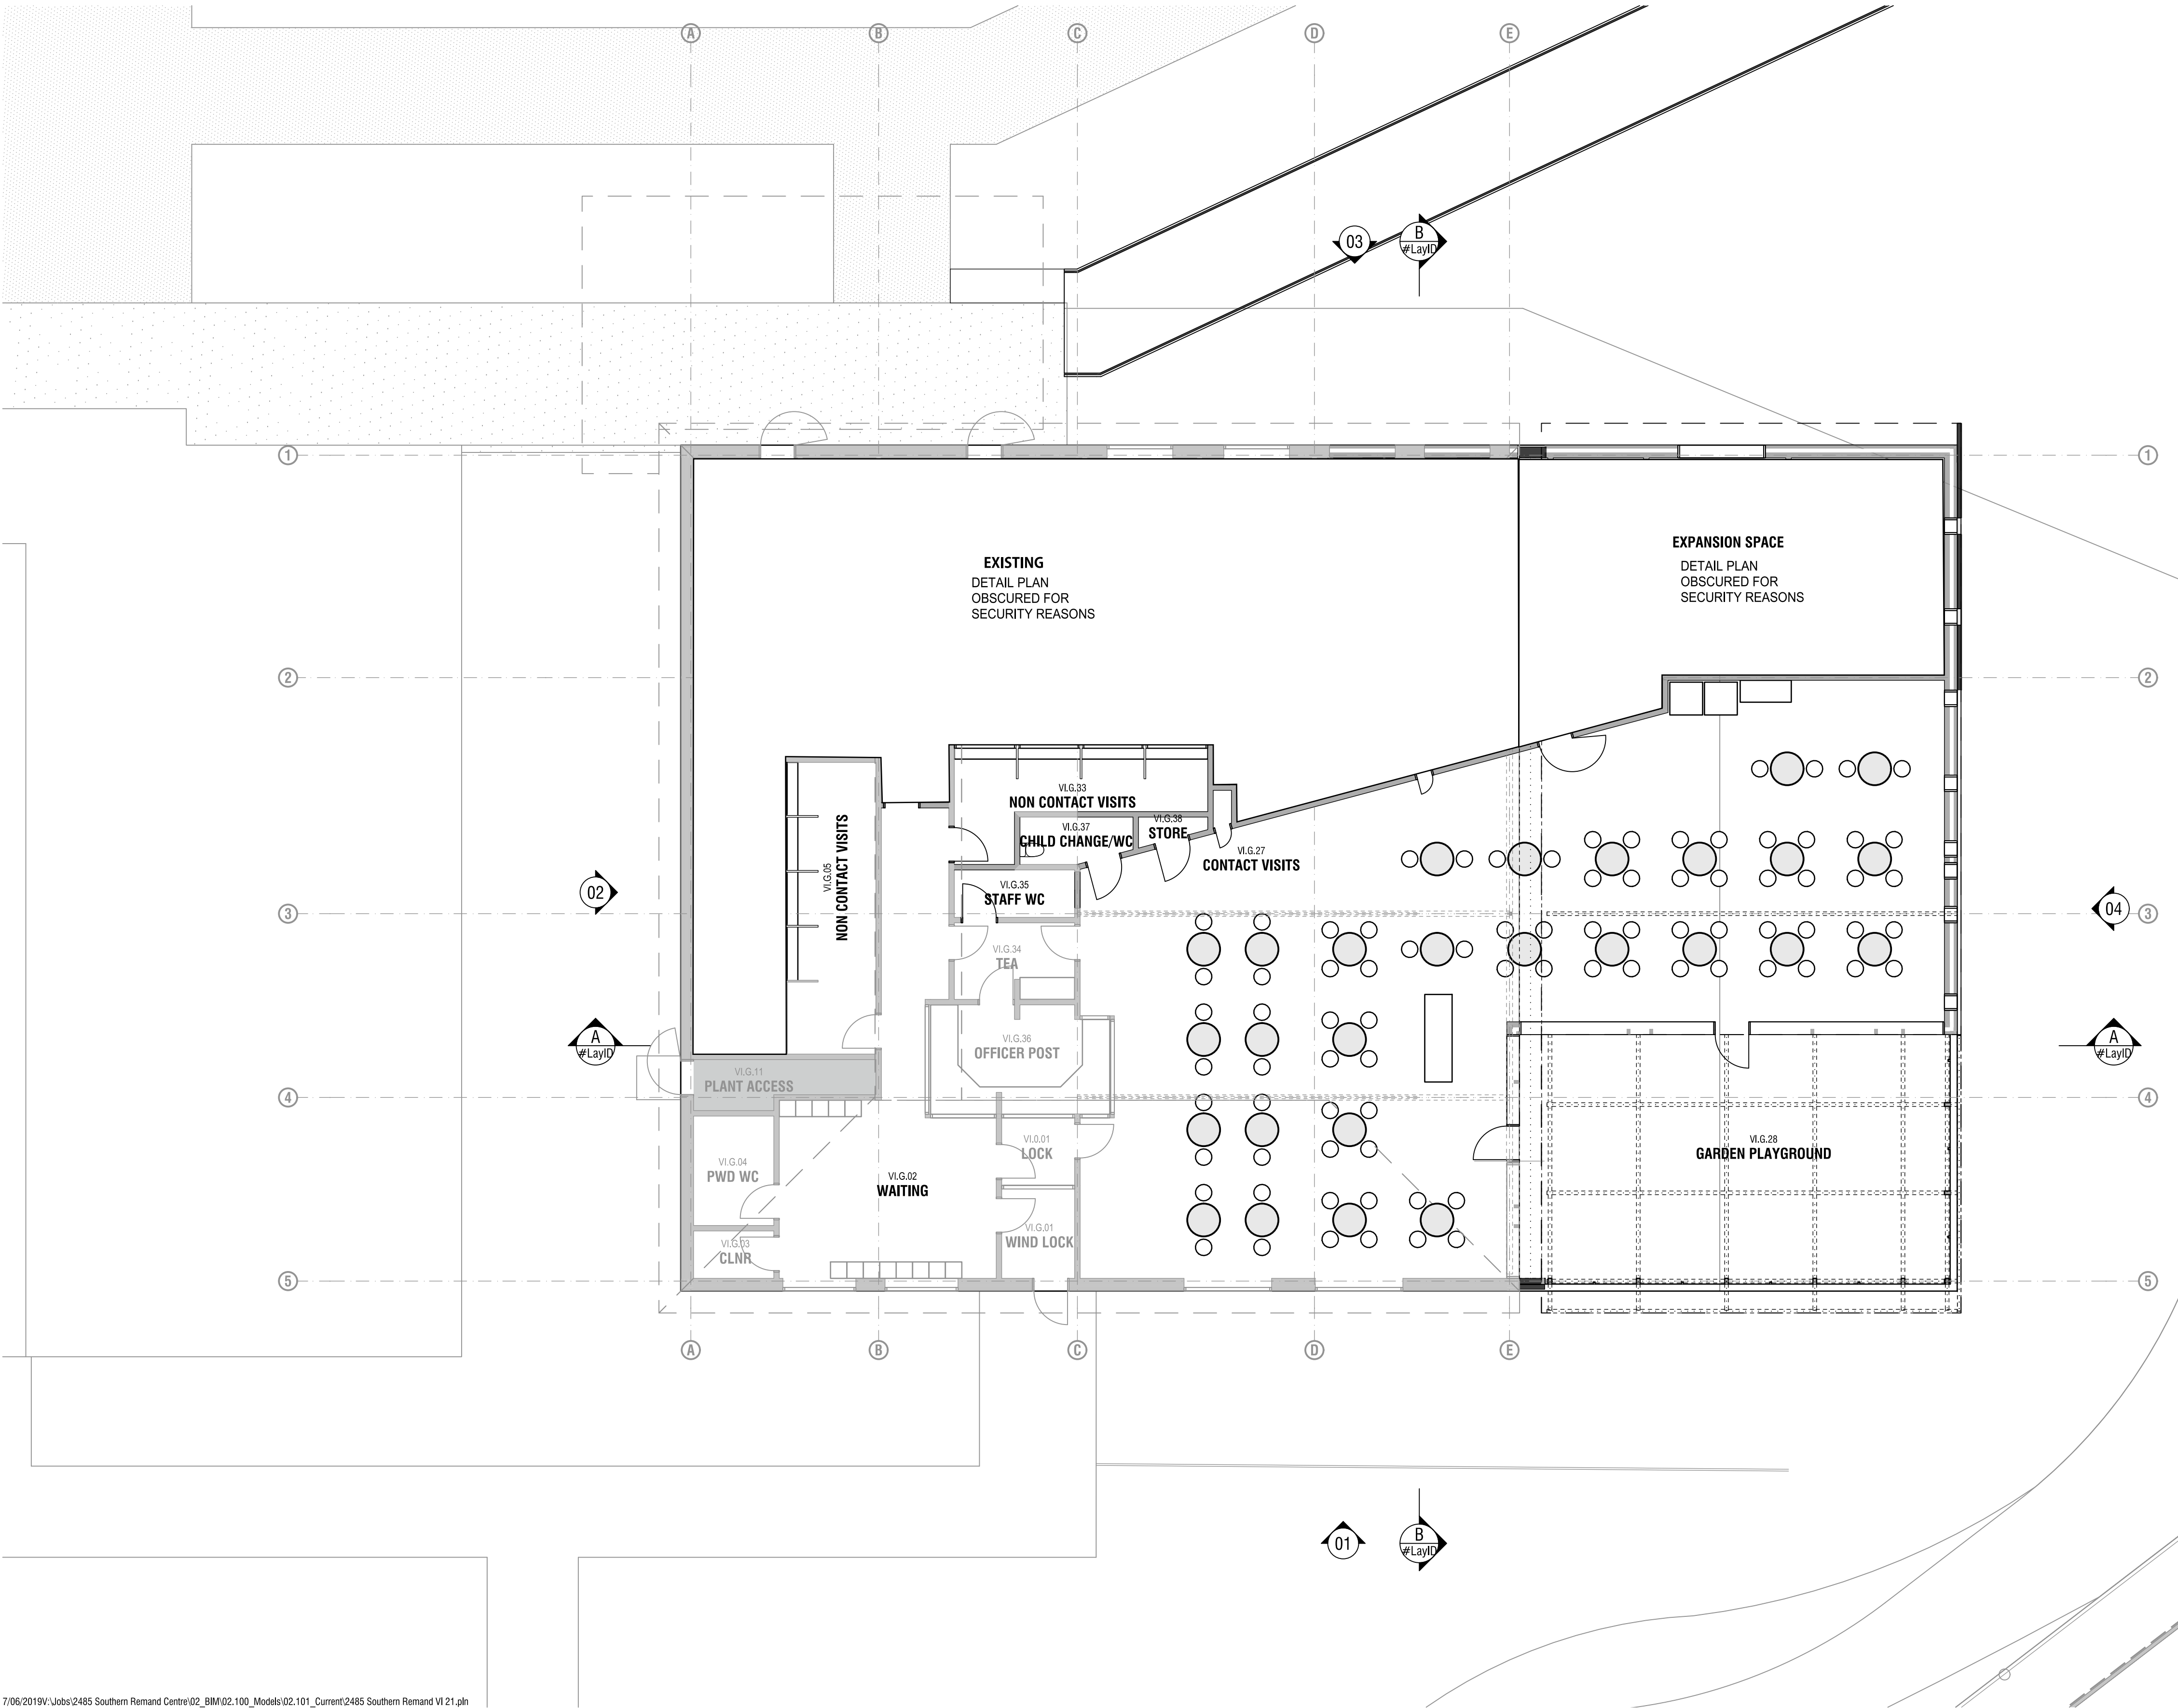 A
B
C
D
E
03
B
#LayID
1
1
EXISTING
DETAIL PLAN
OBSCURED FOR
SECURITY REASONS
EXPANSION SPACE
DETAIL PLAN
OBSCURED FOR
SECURITY REASONS
2
2
VI.G.33
NON CONTACT VISITS
VI.G.37
CHILD CHANGE/WC
VI.G.38
STORE
VI.G.27
CONTACT VISITS
VI.G.05
NON CONTACT VISITS
VI.G.35
STAFF WC
02
04
3
3
VI.G.34
TEA
VI.G.36
OFFICER POST
A
#LayID
A
#LayID
VI.G.11
PLANT ACCESS
4
4
VI.0.01
LOCK
VI.G.04
PWD WC
VI.G.02
WAITING
VI.G.28
GARDEN PLAYGROUND
VI.G.01
WIND LOCK
VI.G.03
CLNR
5
5
A
B
C
D
E
01
B
#LayID
7/06/2019V:\Jobs\2485 Southern Remand Centre\02_BIM\02.100_Models\02.101_Current\2485 Southern Remand VI 21.pln